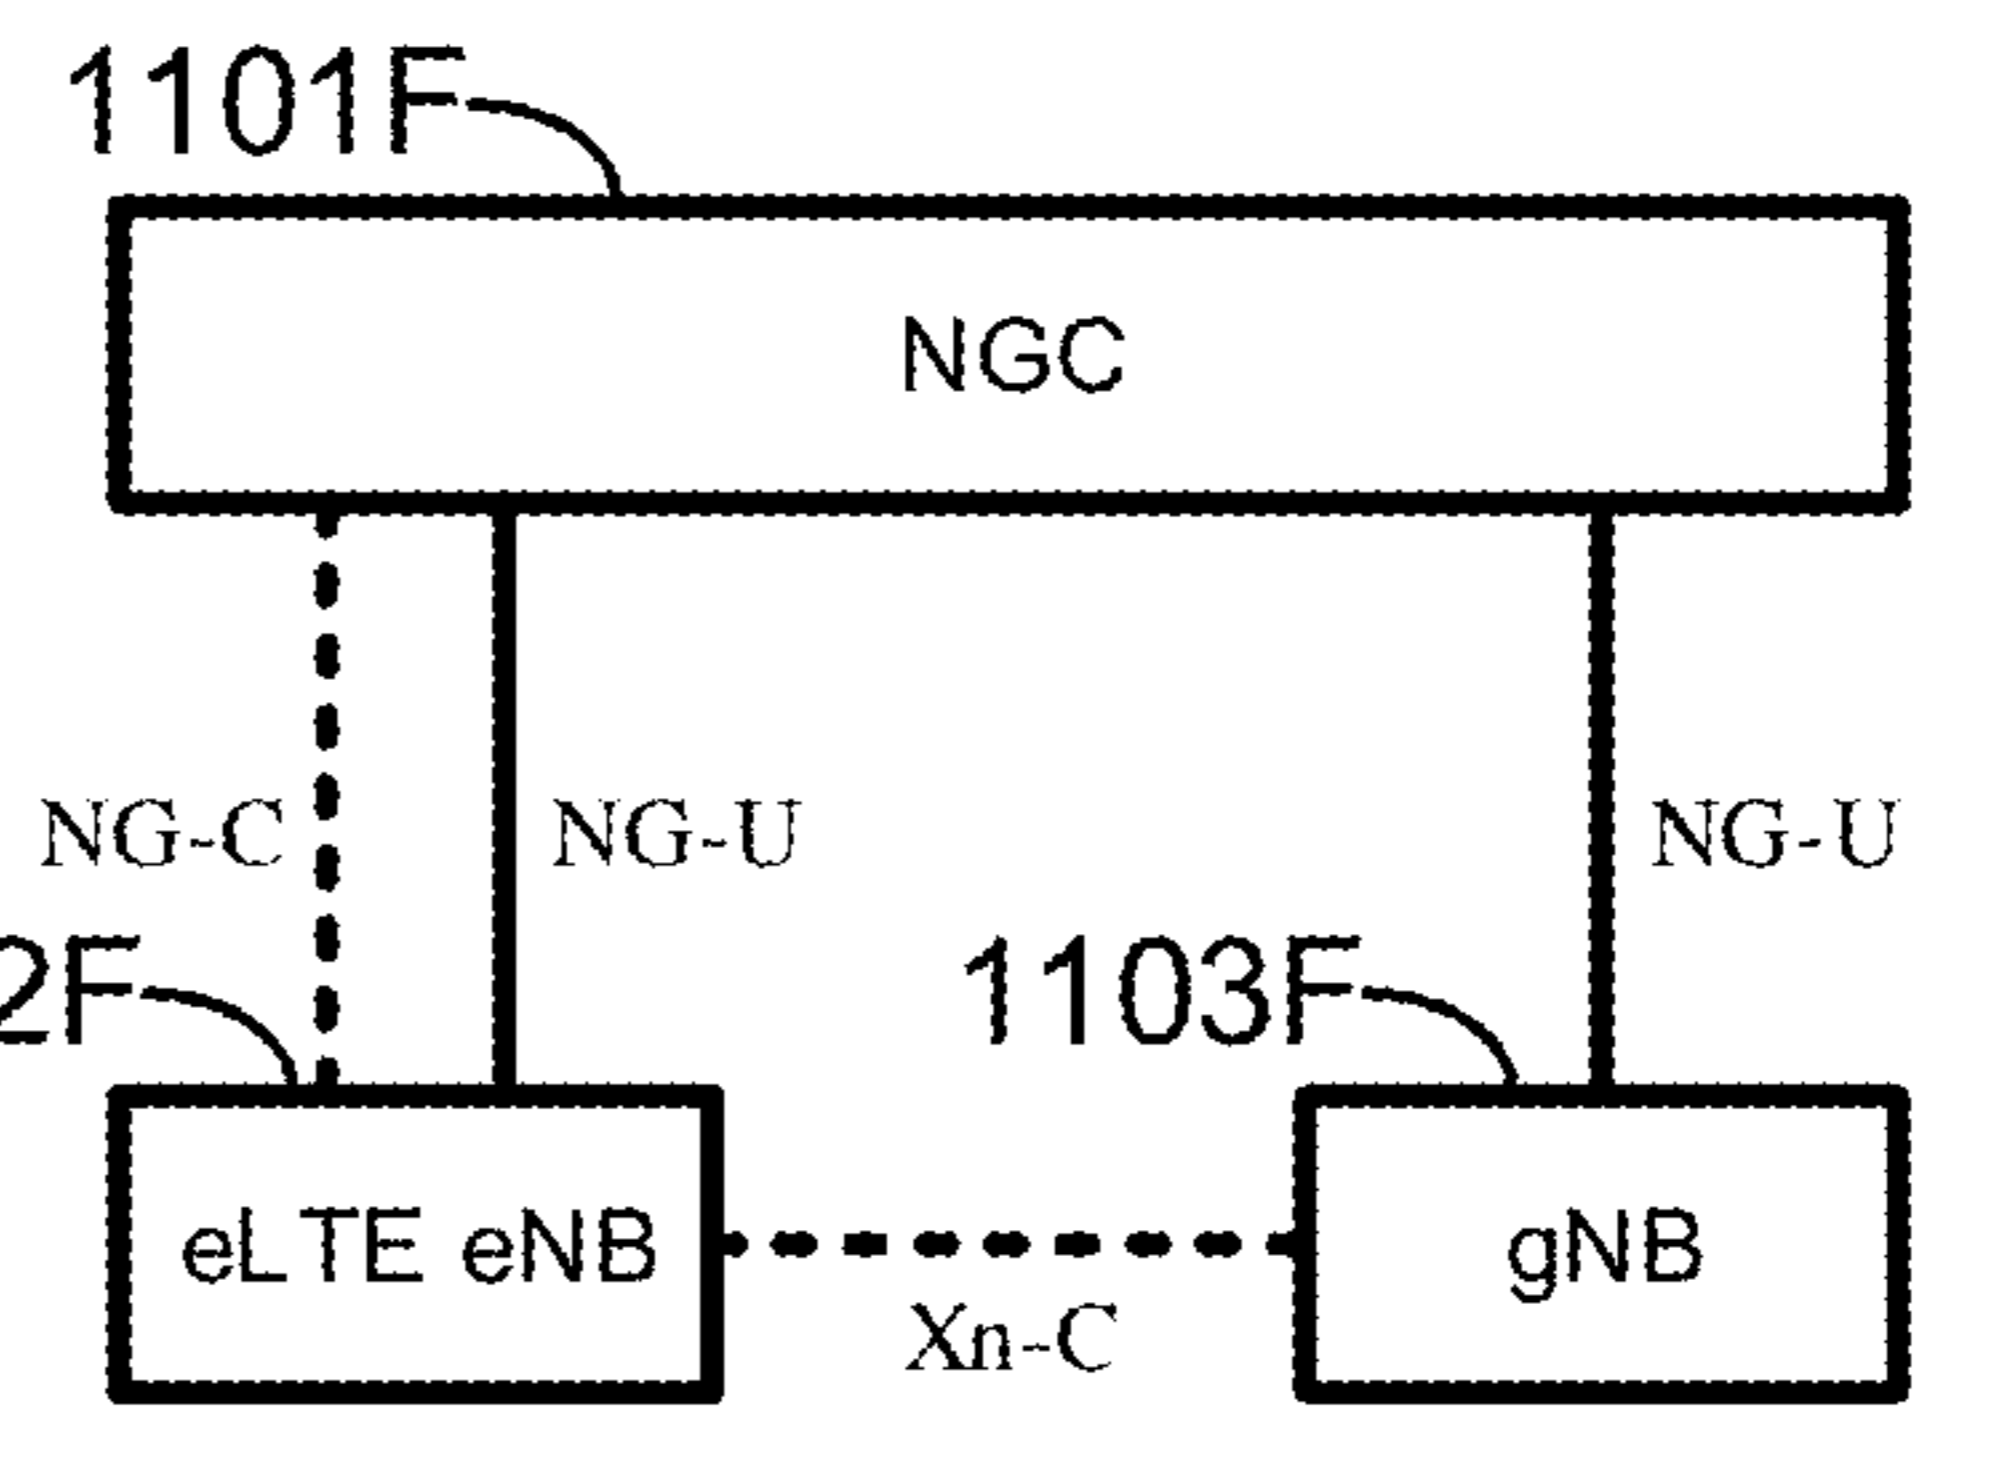 1101F
NGC
NG-C NG-U NG-U
2F 1103F
eLTE eNB gNB
Xn-C